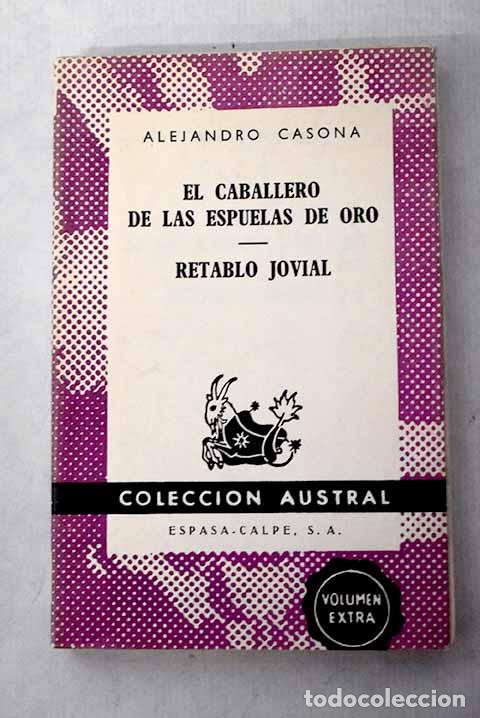 ALEJANDRO CASONA
EL CABALLERO
DE LAS ESPUELAS DE ORO
RETABLO JOVIAL
COLECCION AUSTRAL
ESPASA-CALPE, S. A.
VOLUMEN
EXTRA
todocoleccion